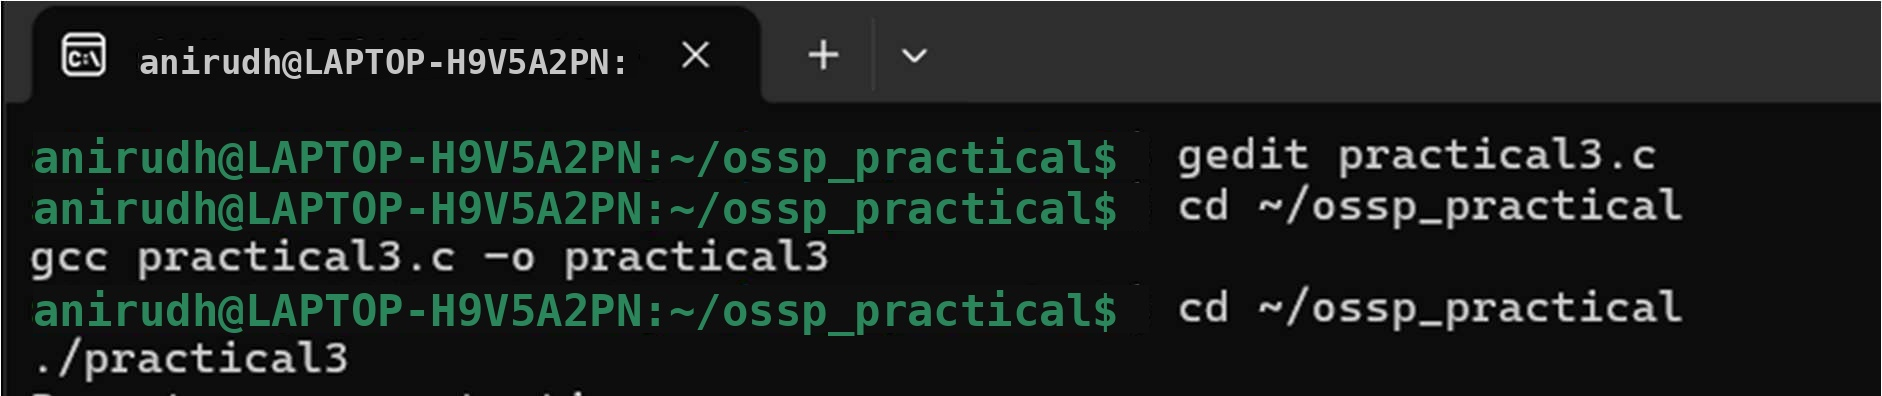 anirudh@LAPTOP-H9V5A2PN:
anirudh@LAPTOP-H9V5A2PN:~/ossp_practical$ gedit practical3.c
anirudh@LAPTOP-H9V5A2PN:~/ossp_practical$ cd ~/ossp_practical
gcc practical3.c -o practical3
anirudh@LAPTOP-H9V5A2PN:~/ossp_practical$ cd ~/ossp_practical
./practical3